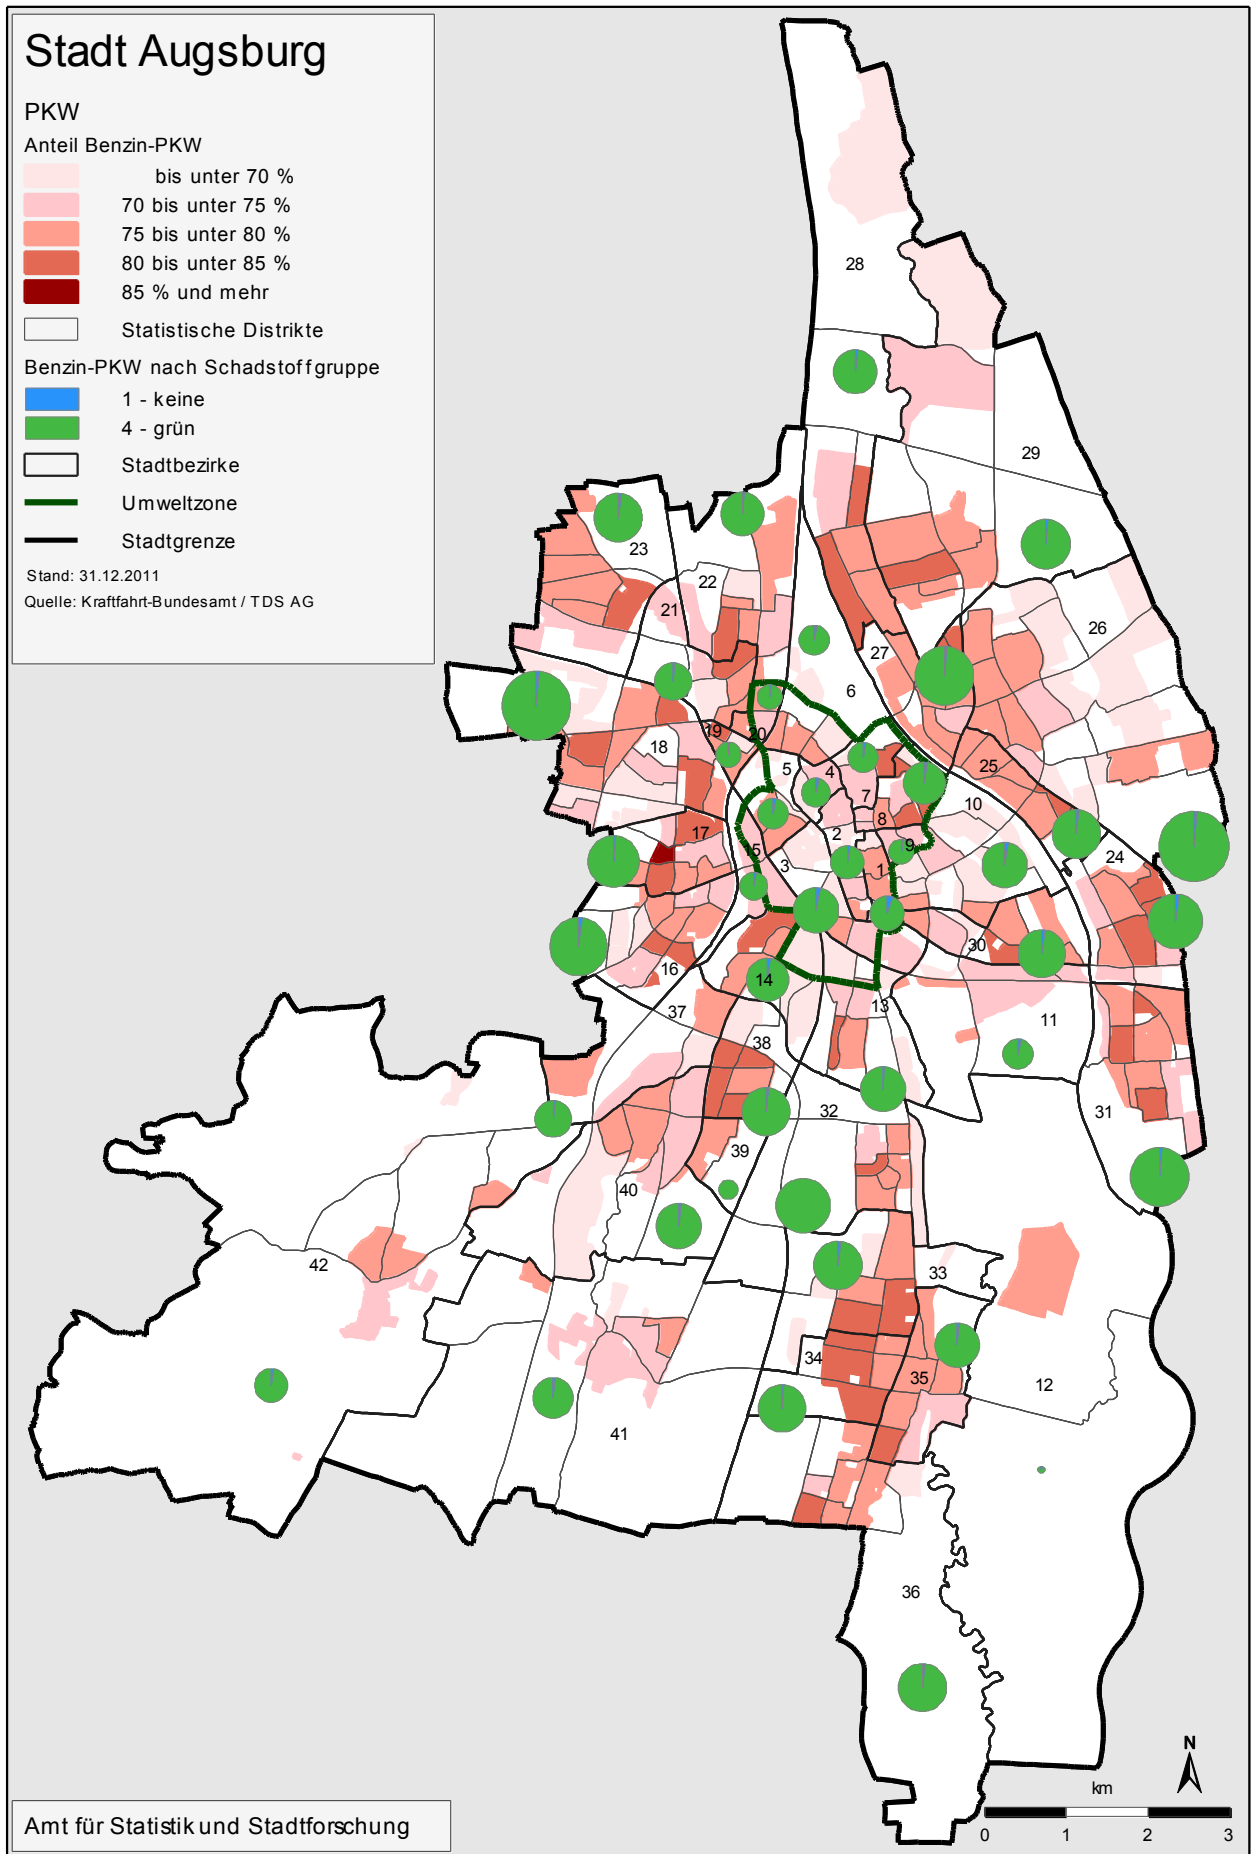 Stadt Augsburg
PKW
Anteil Benzin-PKW
bis unter 70 %
70 bis unter 75 %
75 bis unter 80 %
80 bis unter 85 %
85 % und mehr
Statistische Distrikte
Benzin-PKW nach Schadstoffgruppe
1 - keine
4 - grün
Stadtbezirke
Umweltzone
Stadtgrenze
Stand: 31.12.2011
Quelle: Kraftfahrt-Bundesamt / TDS AG
28
29
23
22
21
26
27
6
19
20
18
5
4
25
7
10
8
17
2
9
24
15
3
1
30
16
14
37
13
11
38
31
32
39
40
42
33
34
35
12
41
36
N
km
0 1 2 3
Amt für Statistik und Stadtforschung